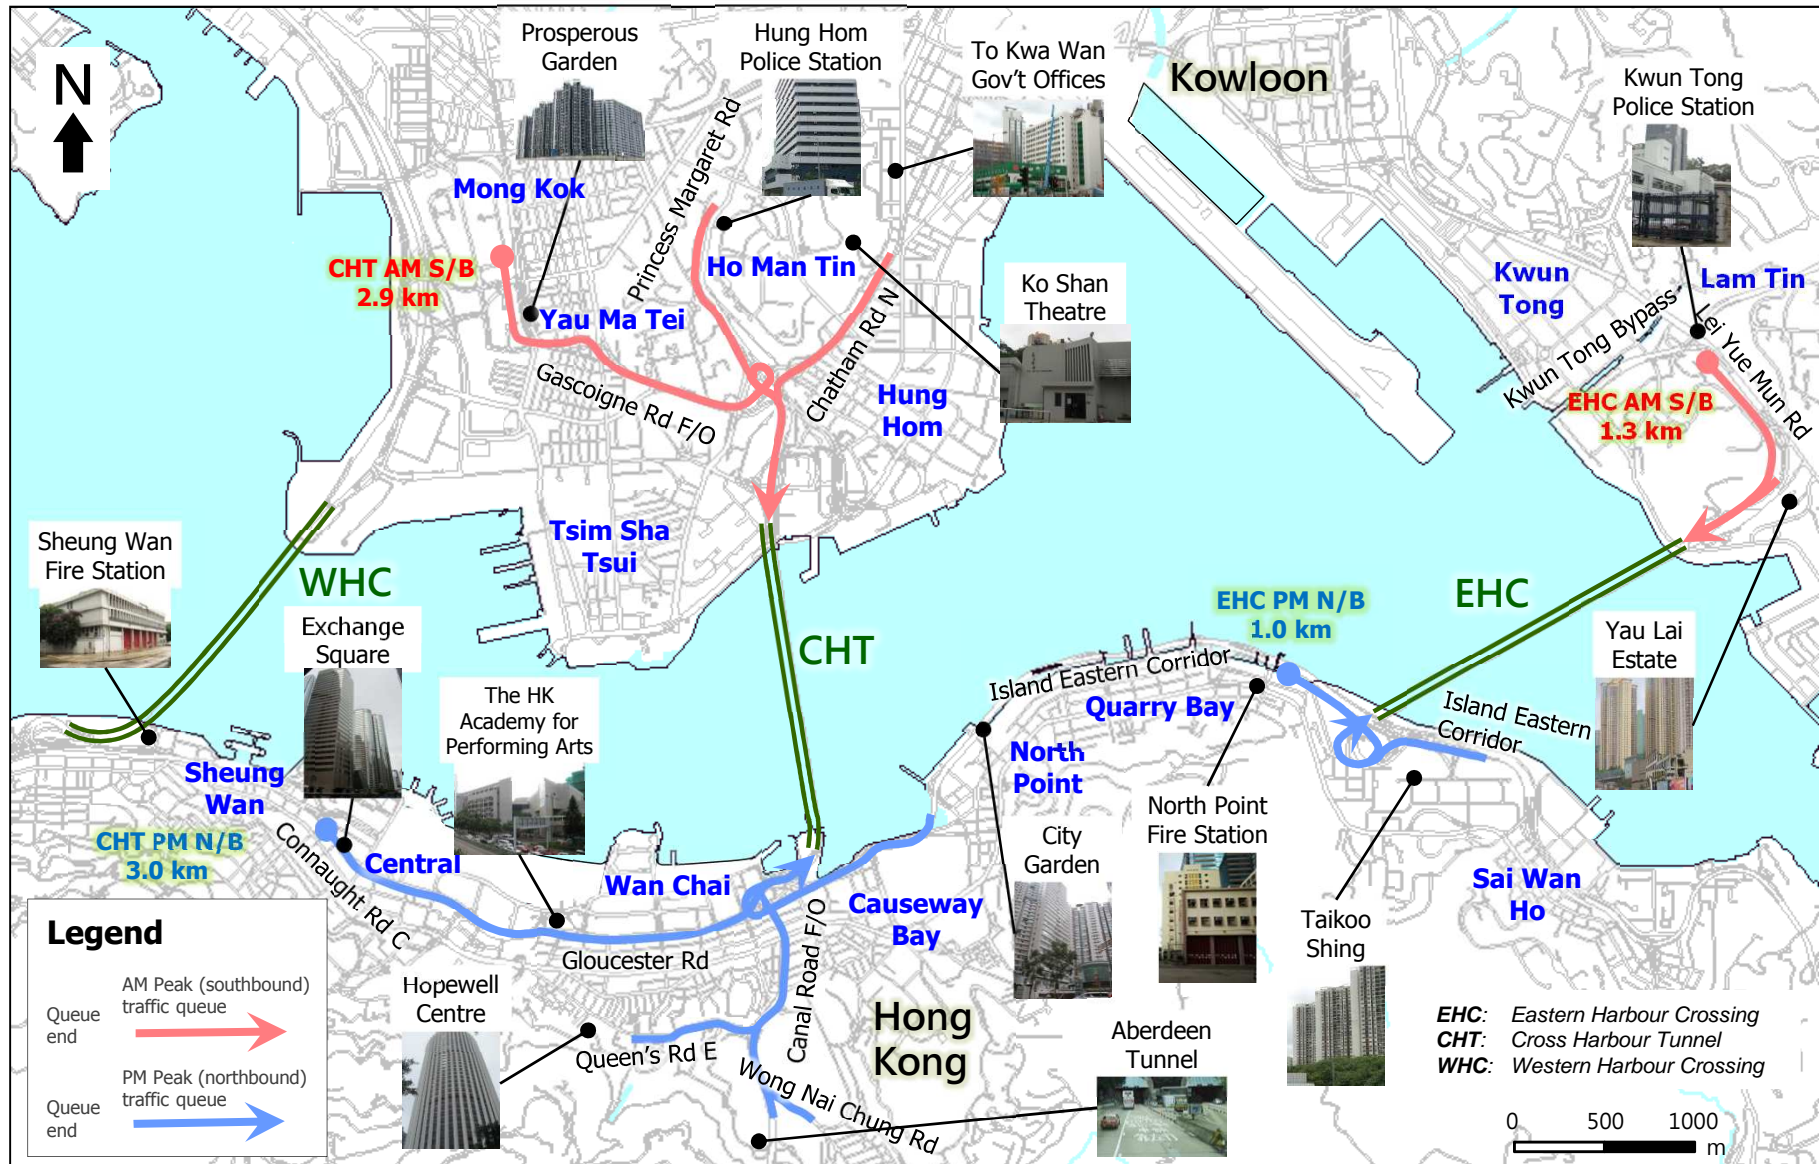 N
Prosperous
Garden
Hung Hom
Police Station
To Kwa Wan
Gov't Offices
Kowloon
Kwun Tong
Police Station
Mong Kok
Princess Margaret Rd
CHT AM S/B
2.9 km
Ho Man Tin
Yau Ma Tei
Ko Shan
Theatre
Kwun
Tong
Lam Tin
Kwun Tong Bypass
Lei Yue Mun Rd
Gascoigne Rd F/O
Chatham Rd N
Hung
Hom
EHC AM S/B
1.3 km
Sheung Wan
Fire Station
WHC
Tsim Sha
Tsui
Exchange
Square
CHT
EHC PM N/B
1.0 km
EHC
Yau Lai
Estate
The HK
Academy for
Performing Arts
Island Eastern Corridor
Quarry Bay
Island Eastern
Corridor
Sheung
Wan
North
Point
CHT PM N/B
3.0 km
Connaught Rd C
Central
Wan Chai
Causeway
Bay
City
Garden
North Point
Fire Station
Sai Wan
Ho
Taikoo
Shing
Gloucester Rd
Canal Road F/O
Hopewell
Centre
Queen's Rd E
Hong
Kong
Wong Nai Chung Rd
Aberdeen
Tunnel
Legend
AM Peak (southbound)
traffic queue
Queue
end
PM Peak (northbound)
traffic queue
Queue
end
EHC: Eastern Harbour Crossing
CHT: Cross Harbour Tunnel
WHC: Western Harbour Crossing
0 500 1000
m